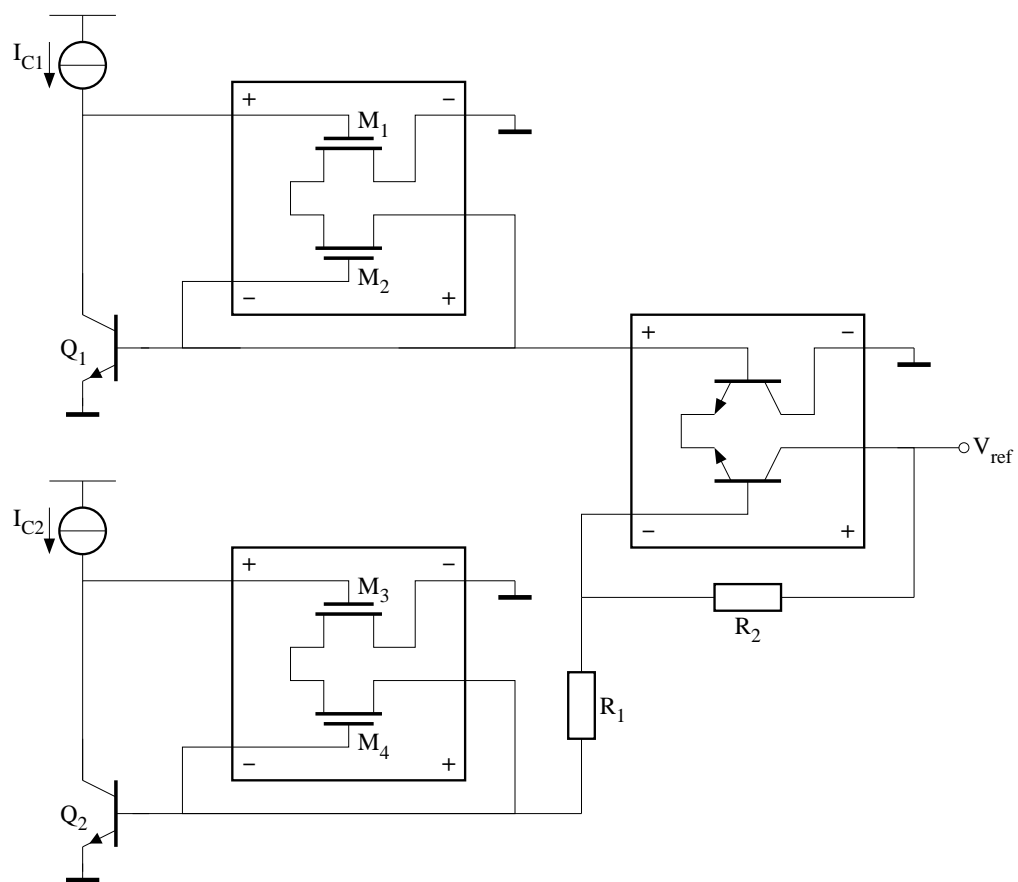 I_C1
+ −
M_1
M_2
− +
Q_1
+ −
V_ref
− +
I_C2
+ −
M_3
R_2
R_1
M_4
− +
Q_2